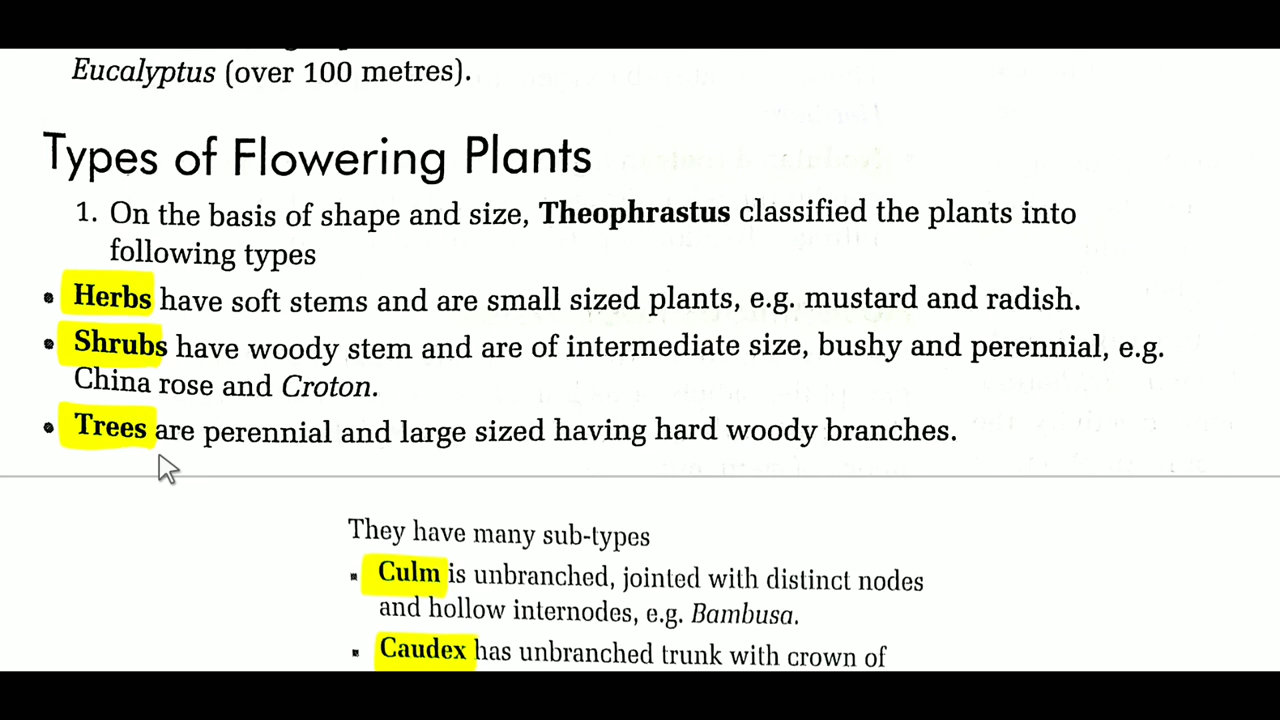 Eucalyptus (over 100 metres).
Types of Flowering Plants
1. On the basis of shape and size, Theophrastus classified the plants into
following types
• Herbs have soft stems and are small sized plants, e.g. mustard and radish.
• Shrubs have woody stem and are of intermediate size, bushy and perennial, e.g.
China rose and Croton.
• Trees are perennial and large sized having hard woody branches.
They have many sub-types
▪ Culm is unbranched, jointed with distinct nodes
and hollow internodes, e.g. Bambusa.
▪ Caudex has unbranched trunk with crown of